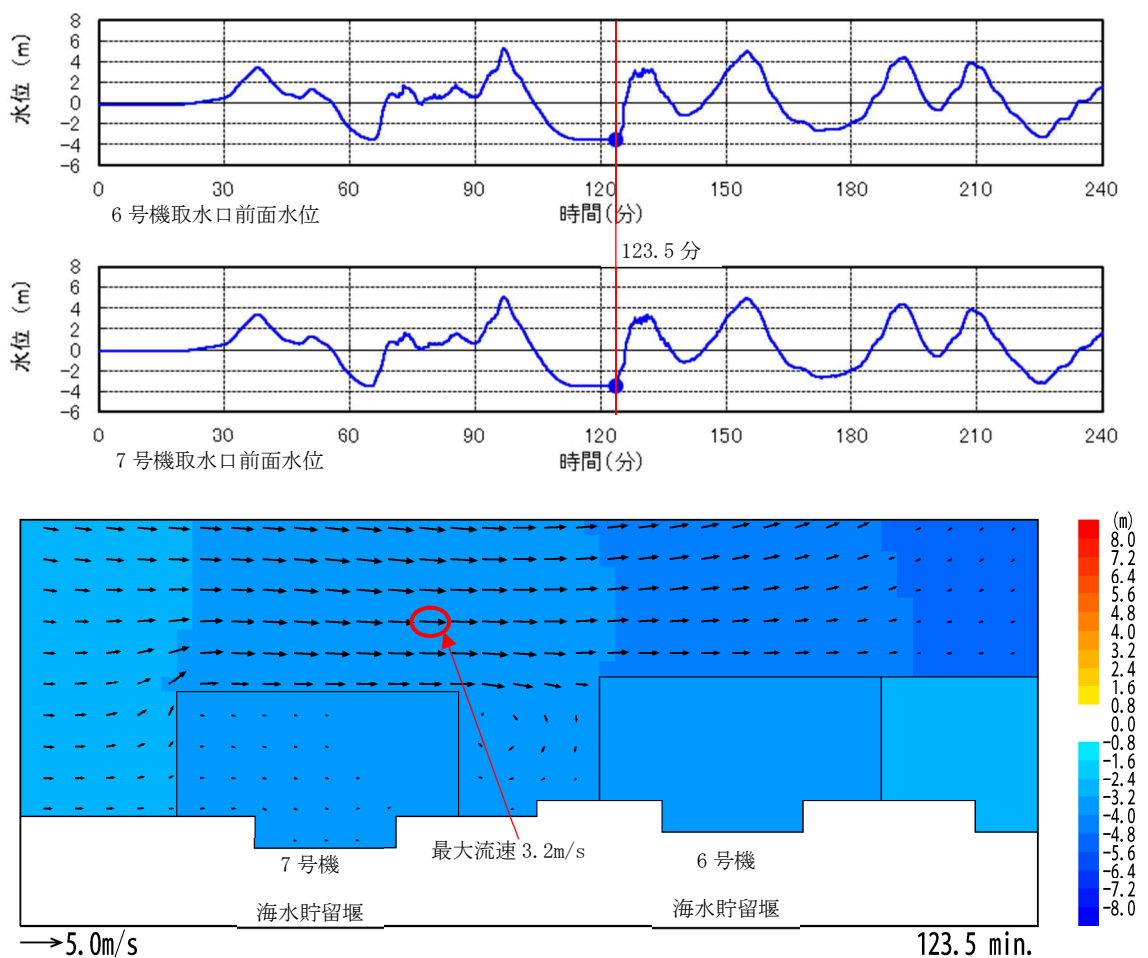 水位 (m)
8
6
4
2
0
-2
-4
-6
0 30 60 90 120 150 180 210 240
6号機取水口前面水位
時間(分)
123.5分
水位 (m)
8
6
4
2
0
-2
-4
-6
0 30 60 90 120 150 180 210 240
7号機取水口前面水位
時間(分)
(m)
8.0
7.2
6.4
5.6
4.8
4.0
3.2
2.4
1.6
0.8
0.0
-0.8
-1.6
-2.4
-3.2
-4.0
-4.8
-5.6
-6.4
-7.2
-8.0
最大流速3.2m/s
7号機
6号機
海水貯留堰
海水貯留堰
5.0m/s
123.5 min.